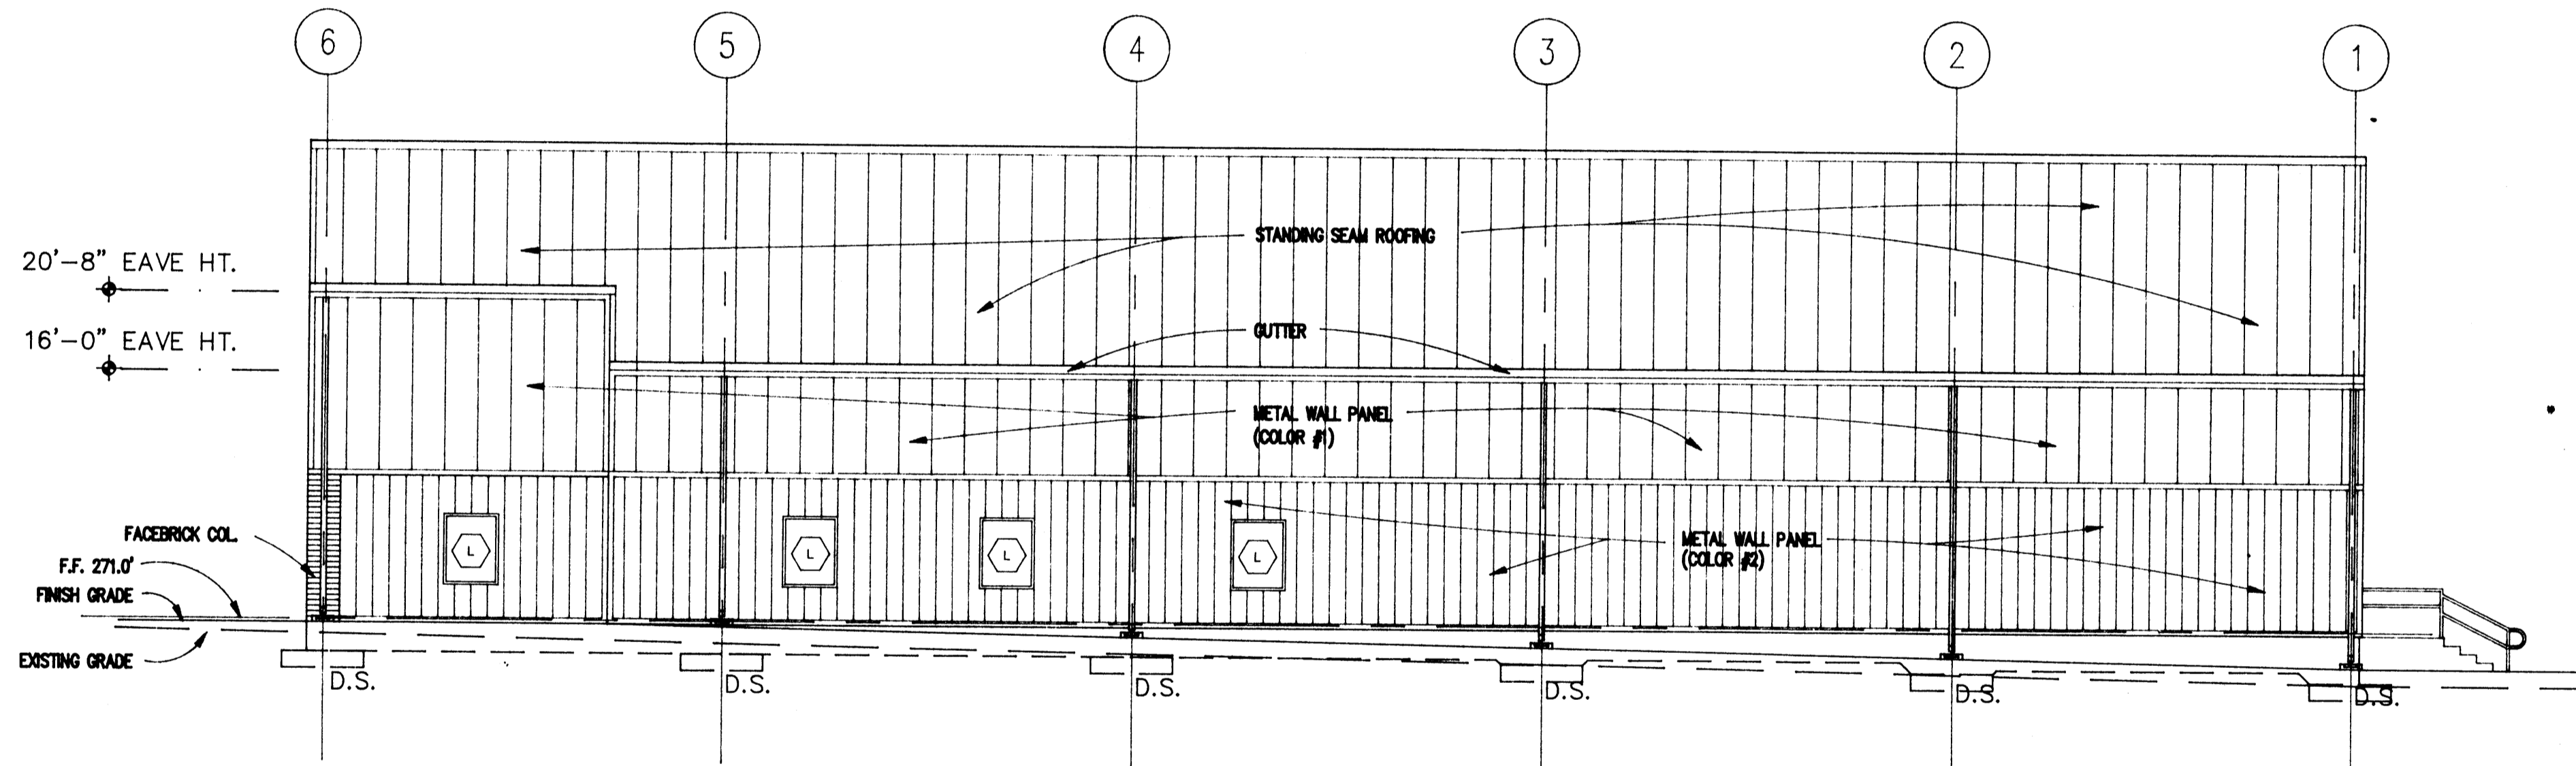 6
5
4
3
2
1
STANDING SEAM ROOFING
20'-8" EAVE HT.
GUTTER
16'-0" EAVE HT.
METAL WALL PANEL
(COLOR #1)
FACEBRICK COL.
METAL WALL PANEL
(COLOR #2)
L
L
L
L
F.F. 271.0'
FINISH GRADE
EXISTING GRADE
D.S.
D.S.
D.S.
D.S.
D.S.
D.S.